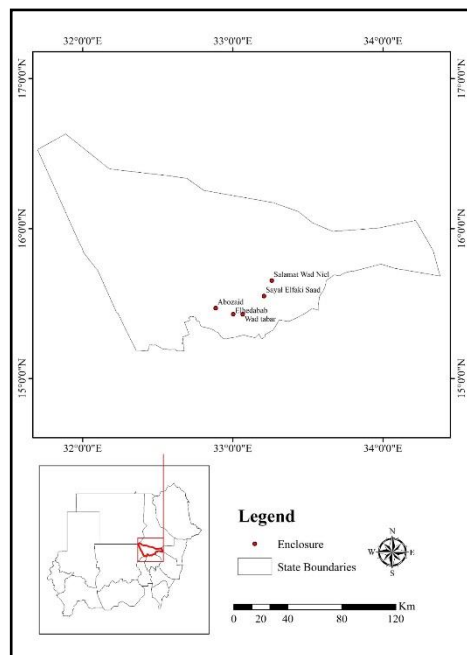 32°0'0"E 33°0'0"E 34°0'0"E
17°0'0"N 17°0'0"N
16°0'0"N 16°0'0"N
Salamat Wad Nicl
Sayal Elfaki Saad
Abozaid
Elhedabab
Wad tabar
15°0'0"N 15°0'0"N
32°0'0"E 33°0'0"E 34°0'0"E
Legend
Enclosure
State Boundaries
N
W E
S
Km
0 20 40 80 120